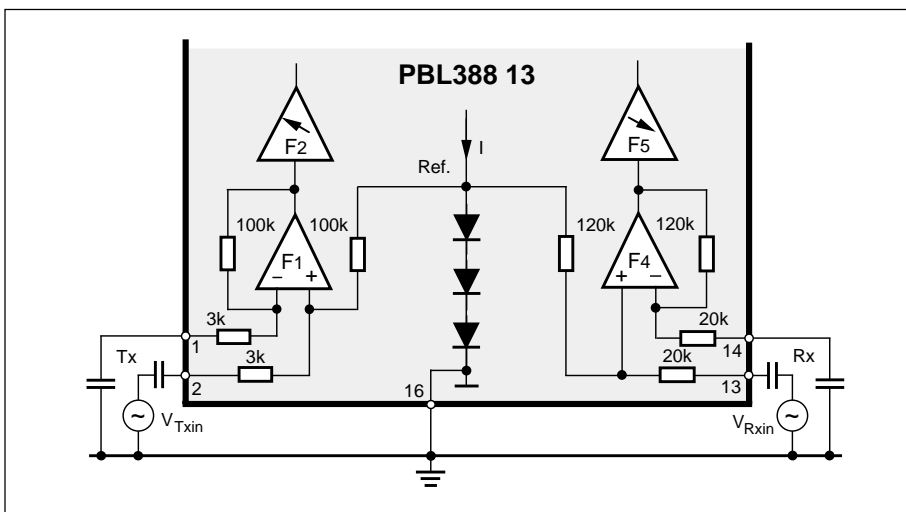 PBL388 13
F2
F5
I
Ref.
100k
100k
120k
120k
F1
F4
−
+
+
−
3k
20k
Tx
1
14
Rx
3k
20k
2
16
13
~
VTxin
VRxin
~